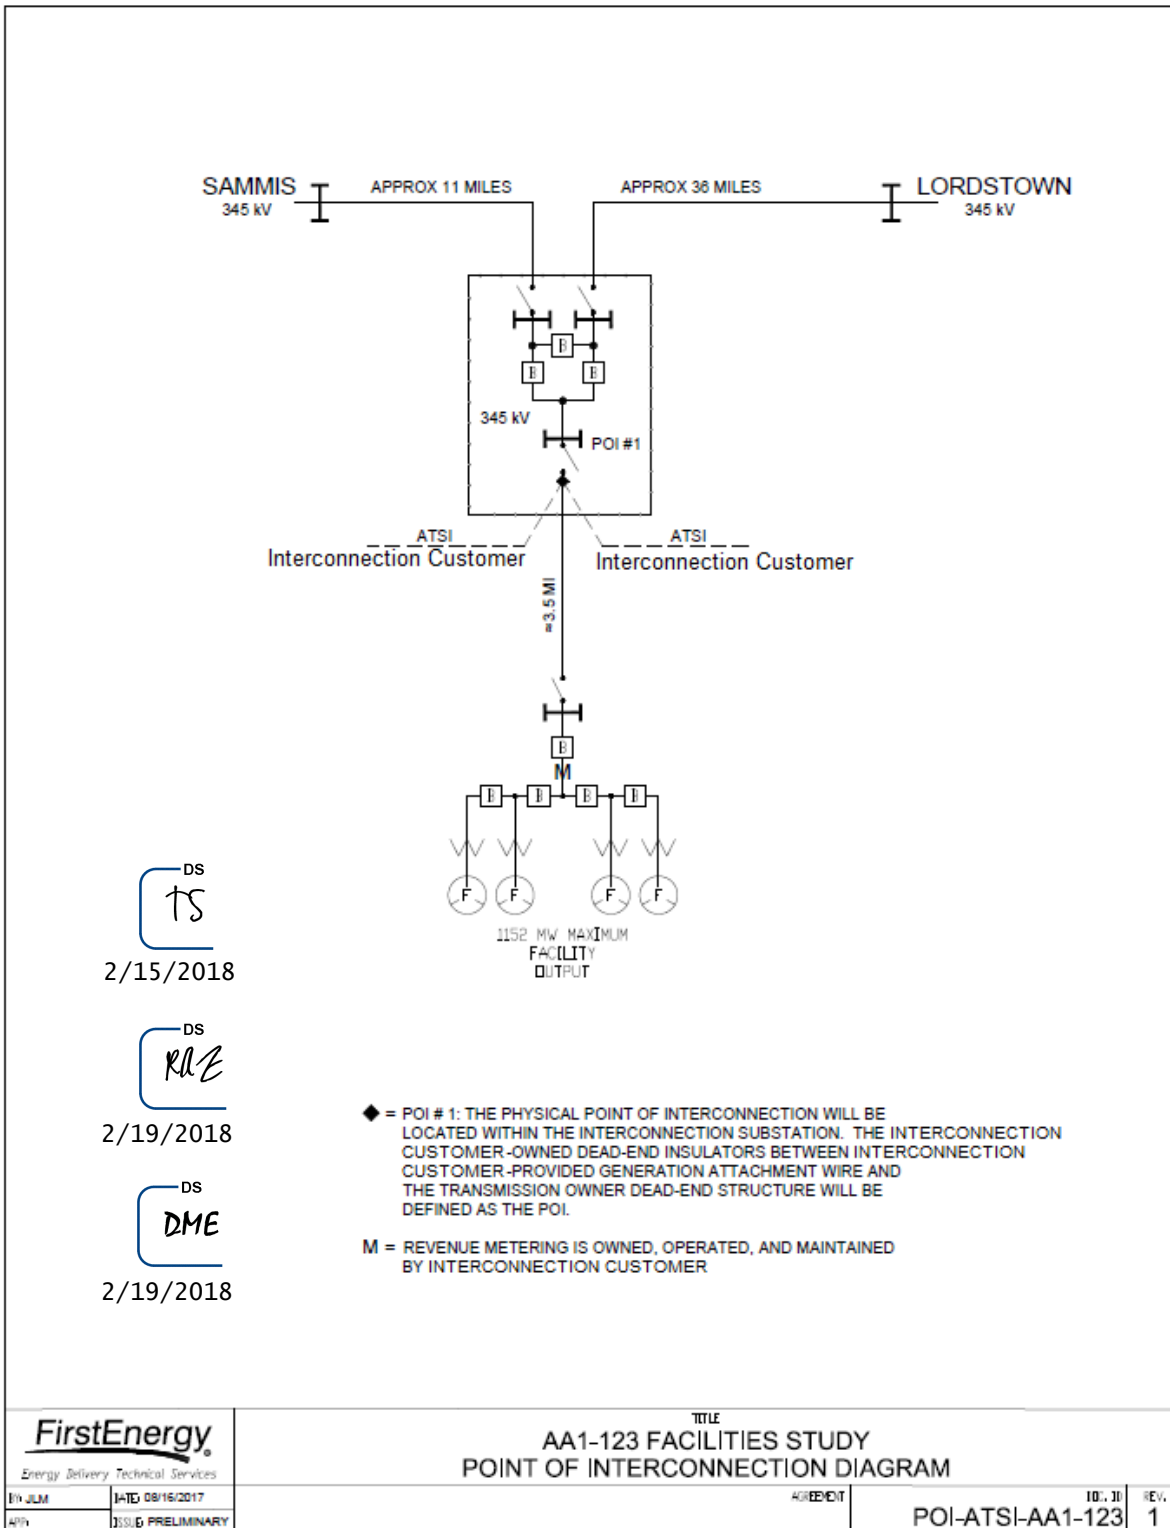 SAMMIS
345 kV
APPROX 11 MILES
APPROX 36 MILES
LORDSTOWN
345 kV
B
B
B
345 kV
POI #1
ATSI
Interconnection Customer
ATSI
Interconnection Customer
≈3.5 MI
B
M
B B B B
F F F F
1152 MW MAXIMUM
FACILITY
OUTPUT
DS
TS
2/15/2018
DS
RAZ
2/19/2018
DS
DME
2/19/2018
◆ = POI # 1: THE PHYSICAL POINT OF INTERCONNECTION WILL BE
LOCATED WITHIN THE INTERCONNECTION SUBSTATION. THE INTERCONNECTION
CUSTOMER-OWNED DEAD-END INSULATORS BETWEEN INTERCONNECTION
CUSTOMER-PROVIDED GENERATION ATTACHMENT WIRE AND
THE TRANSMISSION OWNER DEAD-END STRUCTURE WILL BE
DEFINED AS THE POI.
M = REVENUE METERING IS OWNED, OPERATED, AND MAINTAINED
BY INTERCONNECTION CUSTOMER
FirstEnergy
Energy Delivery Technical Services
TITLE
AA1-123 FACILITIES STUDY
POINT OF INTERCONNECTION DIAGRAM
BY: JLM
DATE: 08/16/2017
APP:
ISSUE: PRELIMINARY
AGREEMENT
DOC. ID
POI-ATSI-AA1-123
REV.
1